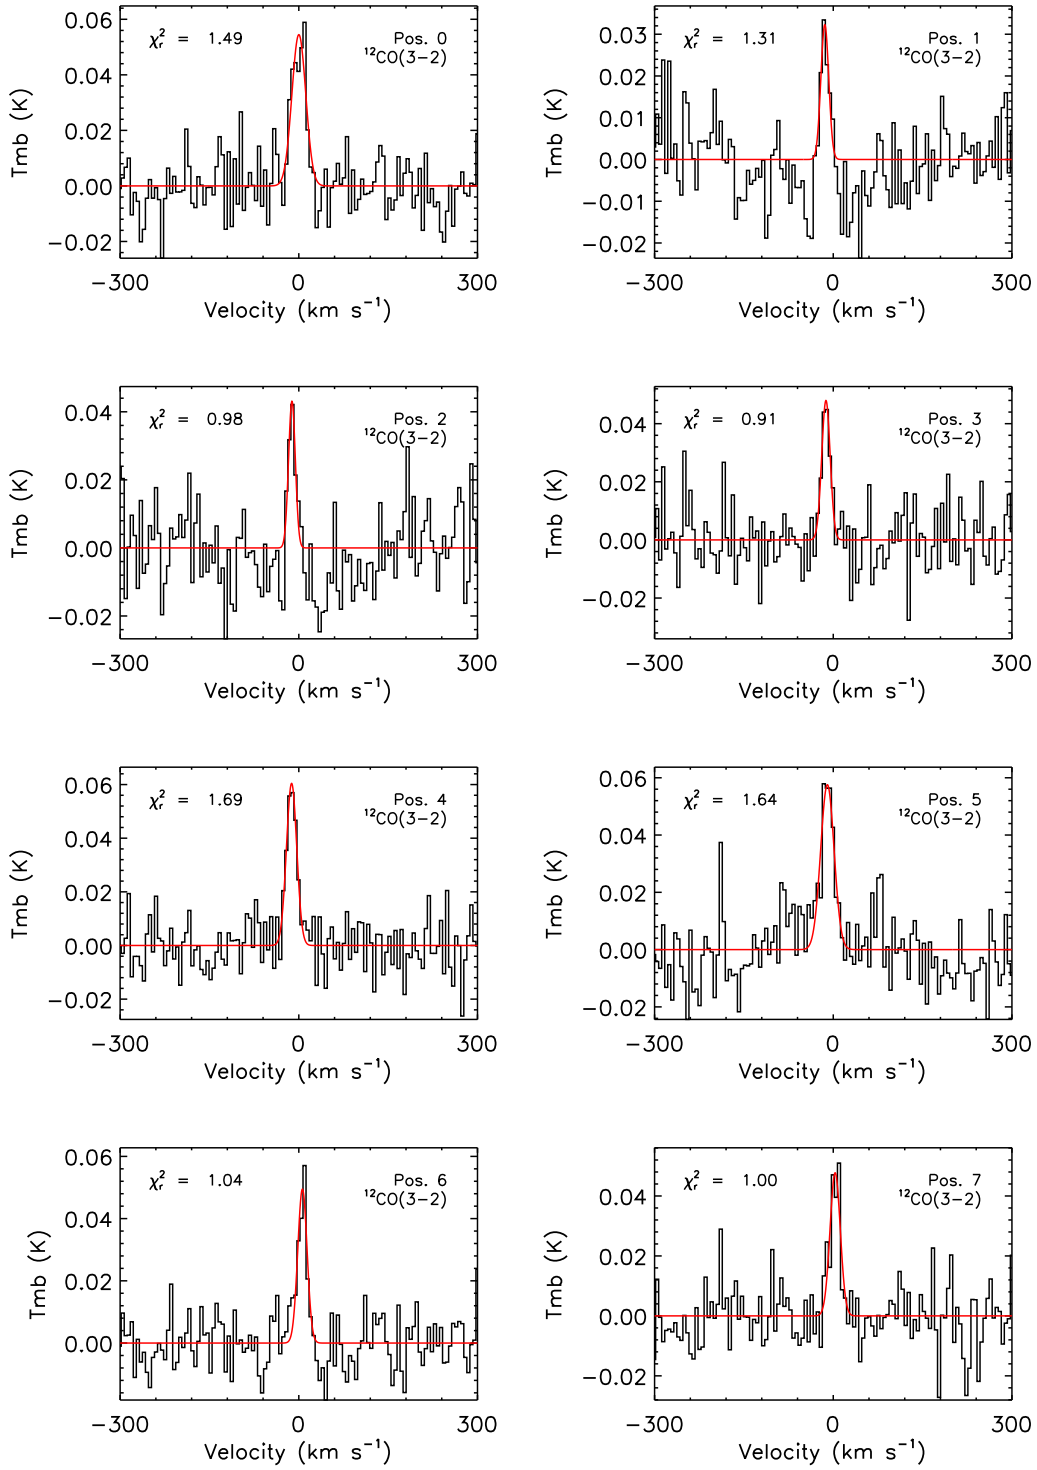 χ²ᵣ = 1.49
Pos. 0
¹²CO(3−2)
0.06
0.04
0.02
0.00
−0.02
Tmb (K)
−300
0
300
Velocity (km s⁻¹)
χ²ᵣ = 1.31
Pos. 1
¹²CO(3−2)
0.03
0.02
0.01
0.00
−0.01
−0.02
Tmb (K)
−300
0
300
Velocity (km s⁻¹)
χ²ᵣ = 0.98
Pos. 2
¹²CO(3−2)
0.04
0.02
0.00
−0.02
Tmb (K)
−300
0
300
Velocity (km s⁻¹)
χ²ᵣ = 0.91
Pos. 3
¹²CO(3−2)
0.04
0.02
0.00
−0.02
Tmb (K)
−300
0
300
Velocity (km s⁻¹)
χ²ᵣ = 1.69
Pos. 4
¹²CO(3−2)
0.06
0.04
0.02
0.00
−0.02
Tmb (K)
−300
0
300
Velocity (km s⁻¹)
χ²ᵣ = 1.64
Pos. 5
¹²CO(3−2)
0.06
0.04
0.02
0.00
−0.02
Tmb (K)
−300
0
300
Velocity (km s⁻¹)
χ²ᵣ = 1.04
Pos. 6
¹²CO(3−2)
0.06
0.04
0.02
0.00
Tmb (K)
−300
0
300
Velocity (km s⁻¹)
χ²ᵣ = 1.00
Pos. 7
¹²CO(3−2)
0.04
0.02
0.00
−0.02
Tmb (K)
−300
0
300
Velocity (km s⁻¹)